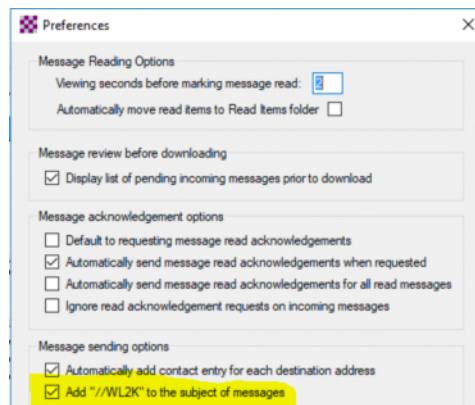 Preferences
Message Reading Options
Viewing seconds before marking message read: 2
Automatically move read items to Read Items folder
Message review before downloading
Display list of pending incoming messages prior to download
Message acknowledgement options
Default to requesting message read acknowledgements
Automatically send message read acknowledgements when requested
Automatically send message read acknowledgements for all read messages
Ignore read acknowledgement requests on incoming messages
Message sending options
Automatically add contact entry for each destination address
Add "//WL2K" to the subject of messages